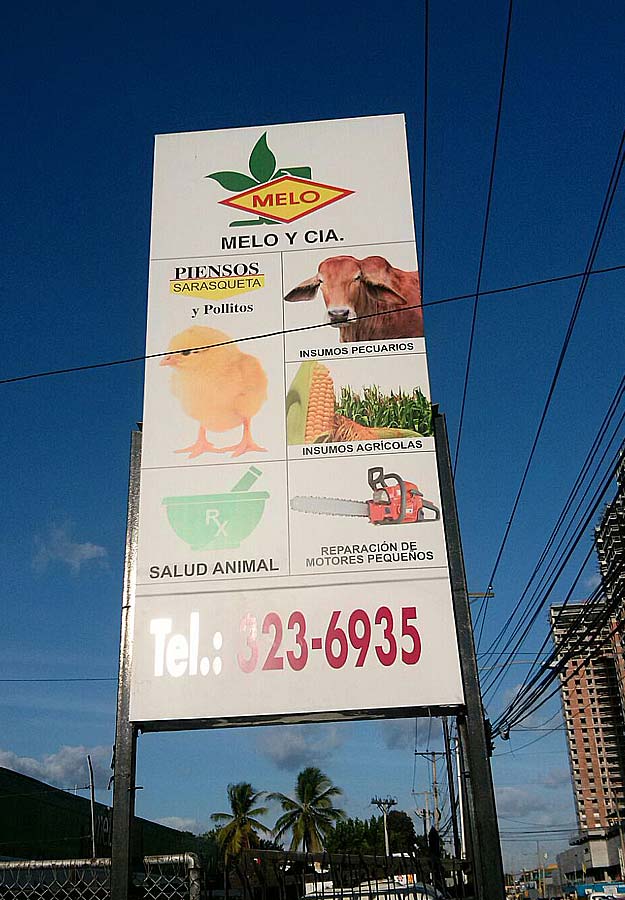 MELO
MELO Y CIA.
PIENSOS
SARASQUETA
y Pollitos
INSUMOS PECUARIOS
INSUMOS AGRÍCOLAS
RX
SALUD ANIMAL
REPARACIÓN DE
MOTORES PEQUEÑOS
Tel.: 323-6935